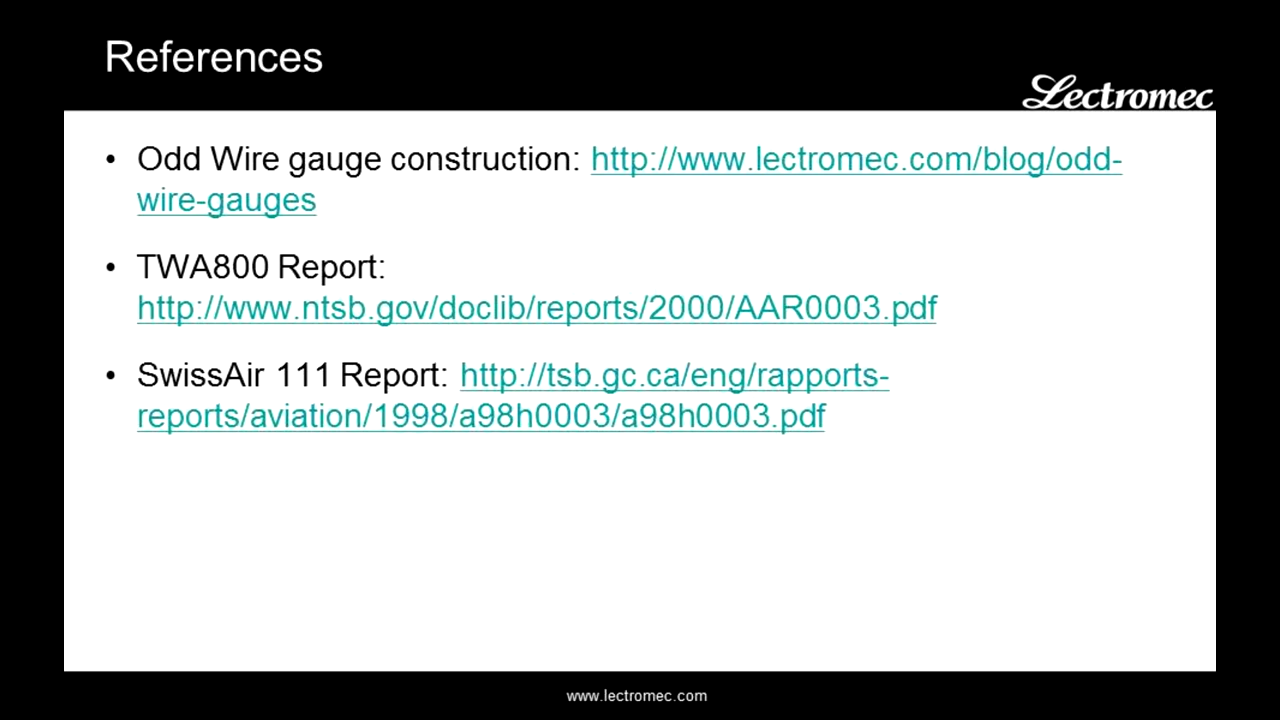 References
Lectromec
• Odd Wire gauge construction: http://www.lectromec.com/blog/odd-
wire-gauges
• TWA800 Report:
http://www.ntsb.gov/doclib/reports/2000/AAR0003.pdf
• SwissAir 111 Report: http://tsb.gc.ca/eng/rapports-
reports/aviation/1998/a98h0003/a98h0003.pdf
www.lectromec.com